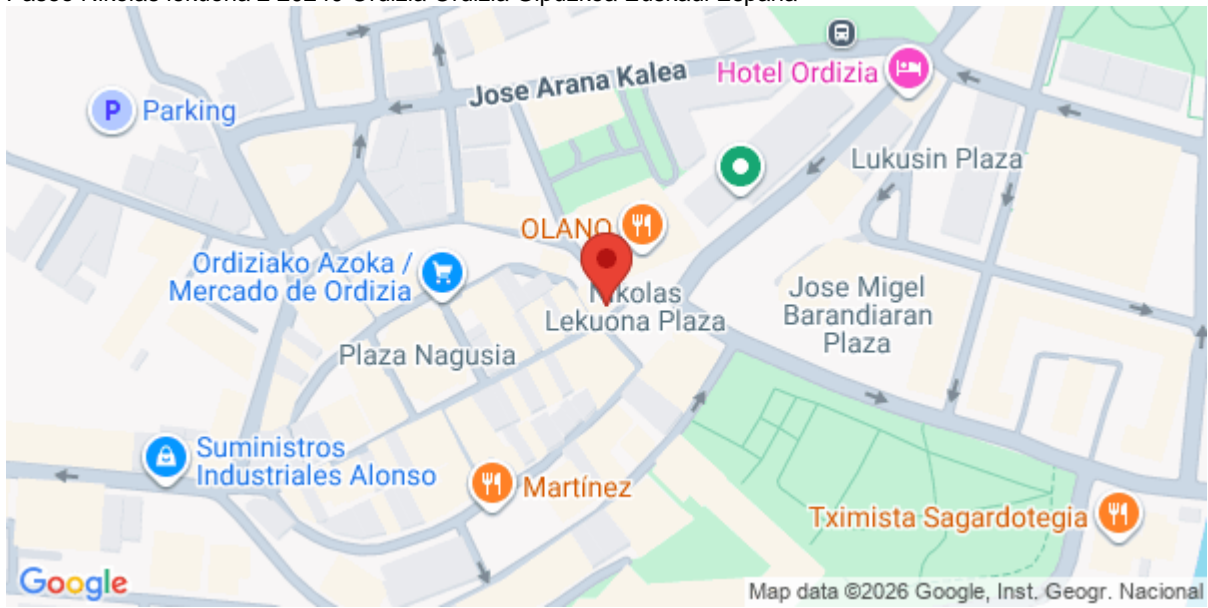 Jose Arana Kalea
Hotel Ordizia
P Parking
Lukusin Plaza
OLANO
Ordiziako Azoka /
Mercado de Ordizia
Nikolas
Lekuona Plaza
Jose Migel
Barandiaran
Plaza
Plaza Nagusia
Suministros
Industriales Alonso
Martínez
Tximista Sagardotegia
Google
Map data ©2026 Google, Inst. Geogr. Nacional